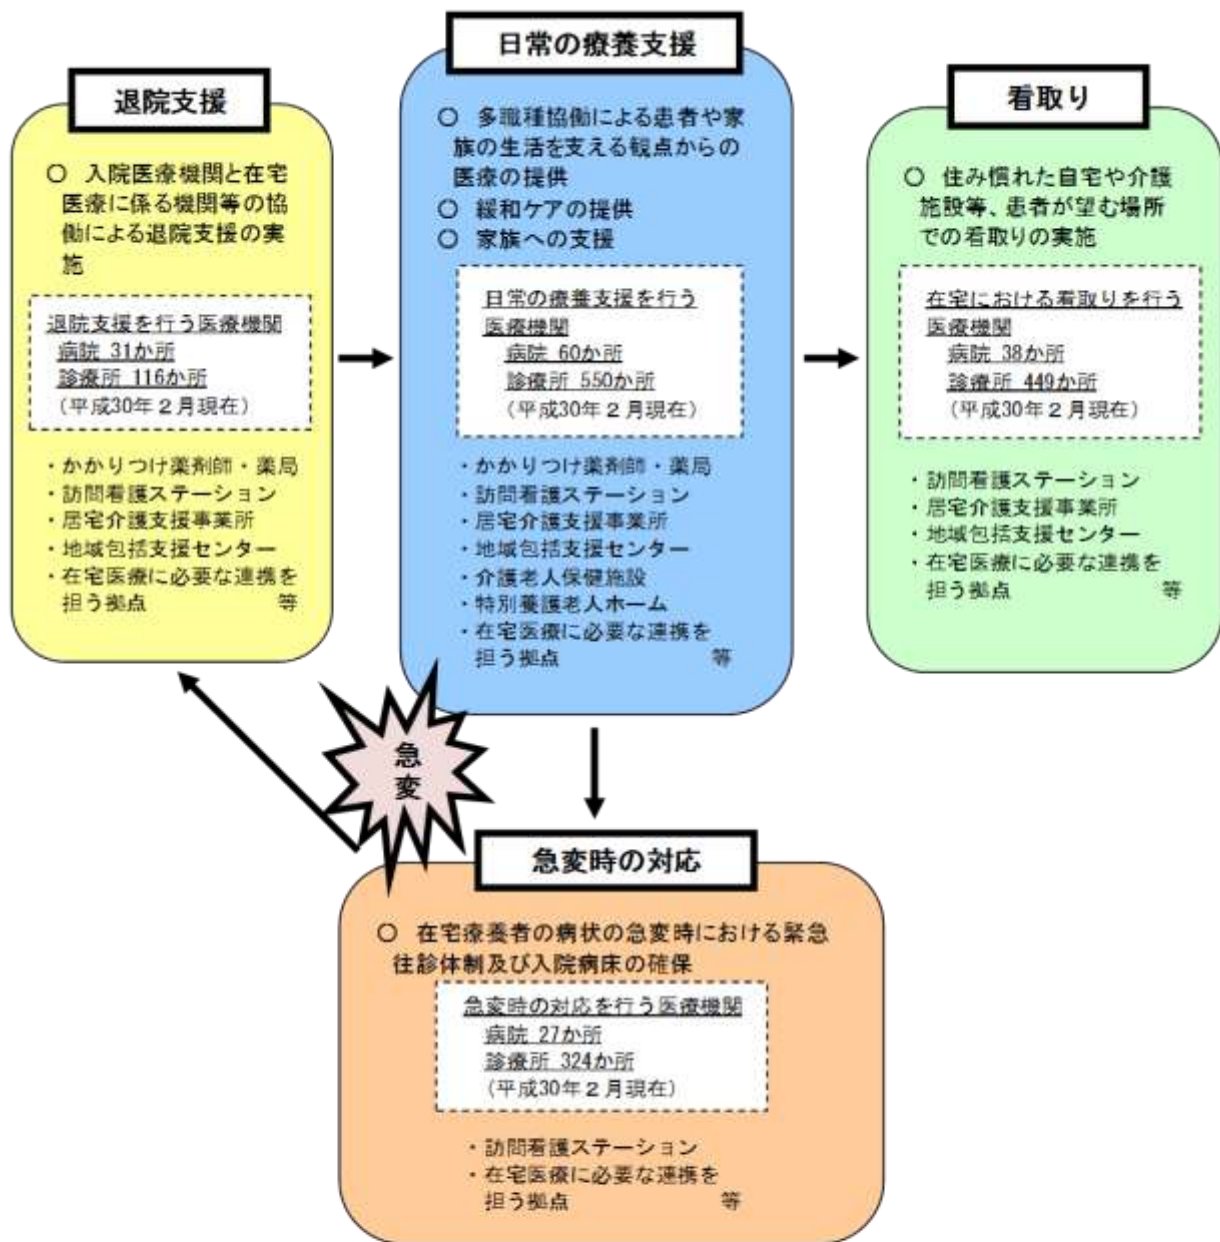 退院支援
○ 入院医療機関と在宅
医療に係る機関等の協
働による退院支援の実
施
退院支援を行う医療機関
病院 31か所
診療所 116か所
（平成30年２月現在）
・かかりつけ薬剤師・薬局
・訪問看護ステーション
・居宅介護支援事業所
・地域包括支援センター
・在宅医療に必要な連携を
担う拠点 等
日常の療養支援
○ 多職種協働による患者や家
族の生活を支える観点からの
医療の提供
○ 緩和ケアの提供
○ 家族への支援
日常の療養支援を行う
医療機関
病院 60か所
診療所 550か所
（平成30年２月現在）
・かかりつけ薬剤師・薬局
・訪問看護ステーション
・居宅介護支援事業所
・地域包括支援センター
・介護老人保健施設
・特別養護老人ホーム
・在宅医療に必要な連携を
担う拠点 等
看取り
○ 住み慣れた自宅や介護
施設等、患者が望む場所
での看取りの実施
在宅における看取りを行う
医療機関
病院 38か所
診療所 449か所
（平成30年２月現在）
・訪問看護ステーション
・居宅介護支援事業所
・地域包括支援センター
・在宅医療に必要な連携を
担う拠点 等
急
変
急変時の対応
○ 在宅療養者の病状の急変時における緊急
往診体制及び入院病床の確保
急変時の対応を行う医療機関
病院 27か所
診療所 324か所
（平成30年２月現在）
・訪問看護ステーション
・在宅医療に必要な連携を
担う拠点 等